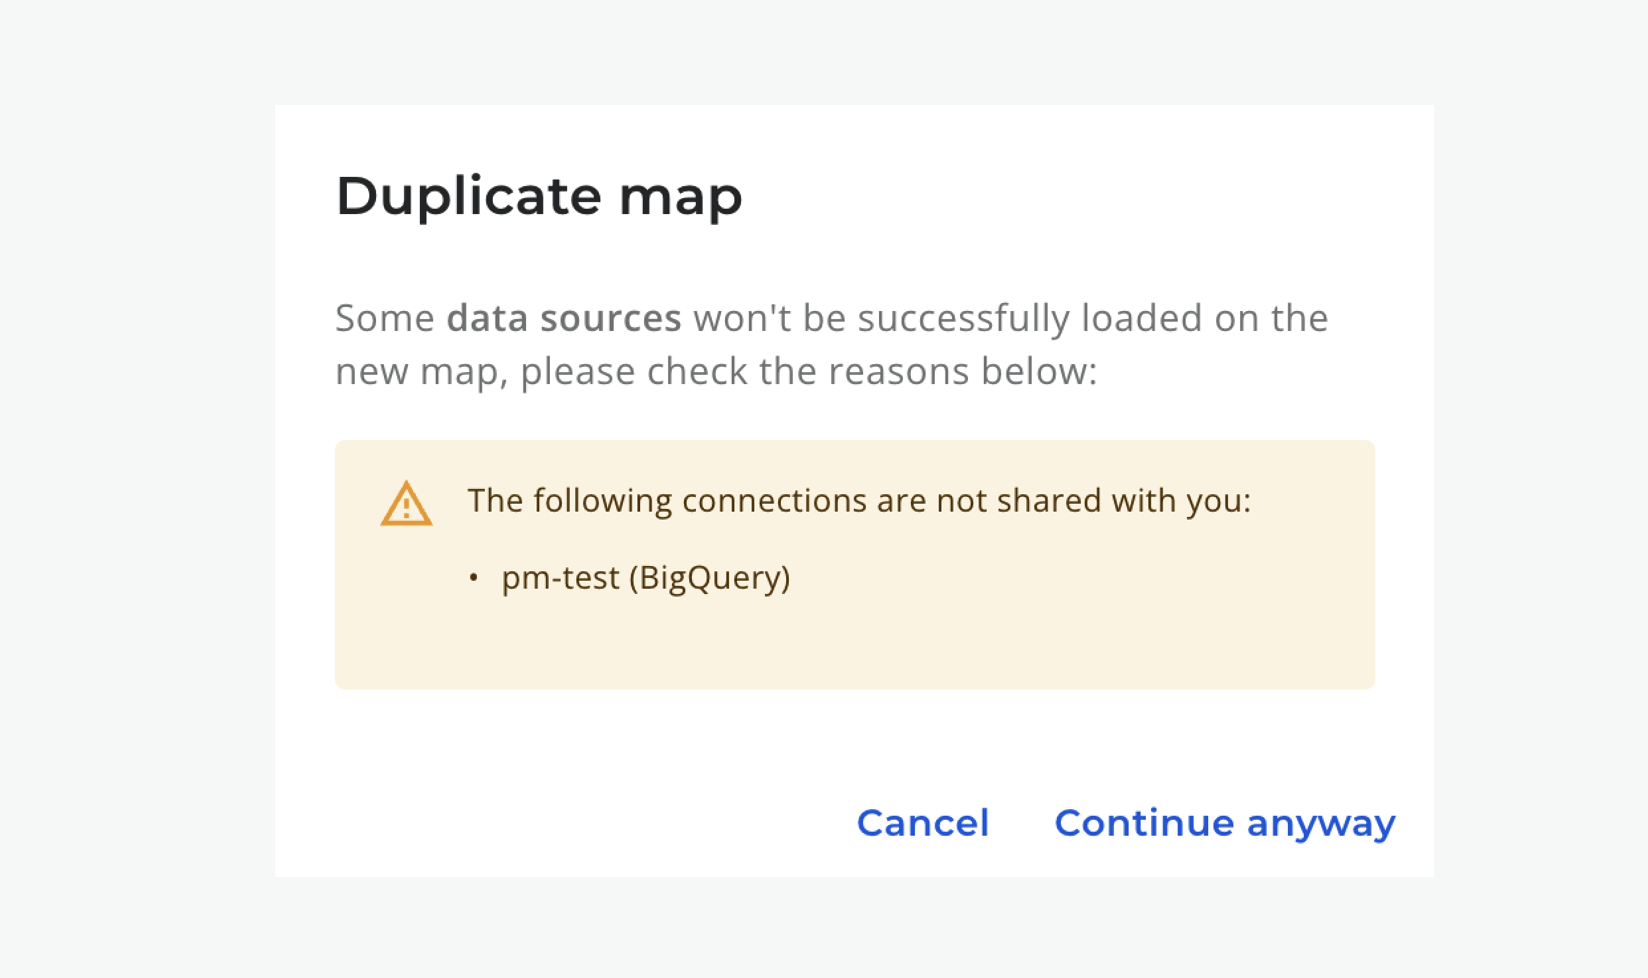 Duplicate map
Some data sources won't be successfully loaded on the
new map, please check the reasons below:
The following connections are not shared with you:
• pm-test (BigQuery)
Cancel
Continue anyway